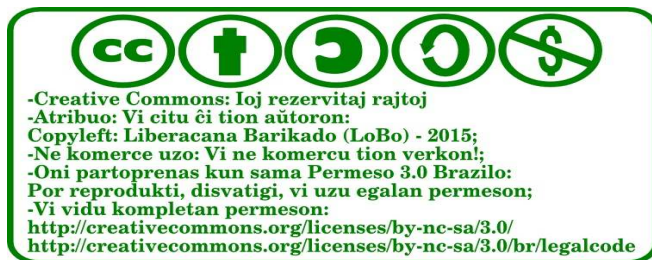 cc $
-Creative Commons: Ioj rezervitaj rajtoj
-Atribuo: Vi citu ĉi tion aŭtoron:
Copyleft: Liberacana Barikado (LoBo) - 2015;
-Ne komerce uzo: Vi ne komercu tion verkon!;
-Oni partoprenas kun sama Permeso 3.0 Brazilo:
Por reprodukti, disvatigi, vi uzu egalan permeson;
-Vi vidu kompletan permeson:
http://creativecommons.org/licenses/by-nc-sa/3.0/
http://creativecommons.org/licenses/by-nc-sa/3.0/br/legalcode